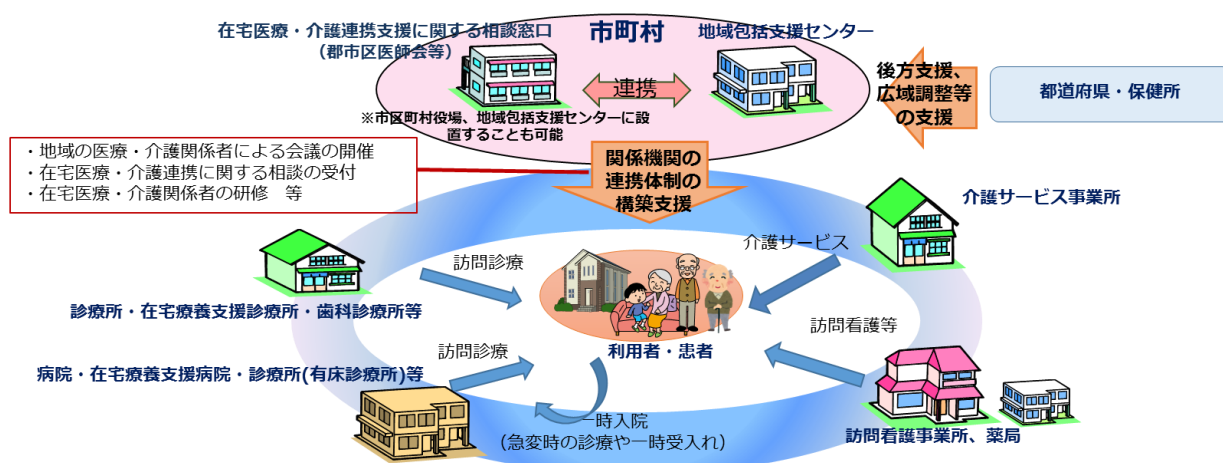 市町村
在宅医療・介護連携支援に関する相談窓口
（郡市区医師会等）
地域包括支援センター
連携
※市区町村役場、地域包括支援センターに設
置することも可能
後方支援、
広域調整等
の支援
都道府県・保健所
・地域の医療・介護関係者による会議の開催
・在宅医療・介護連携に関する相談の受付
・在宅医療・介護関係者の研修　等
関係機関の
連携体制の
構築支援
介護サービス事業所
介護サービス
訪問診療
診療所・在宅療養支援診療所・歯科診療所等
利用者・患者
訪問看護等
訪問診療
病院・在宅療養支援病院・診療所(有床診療所)等
一時入院
（急変時の診療や一時受入れ）
訪問看護事業所、薬局